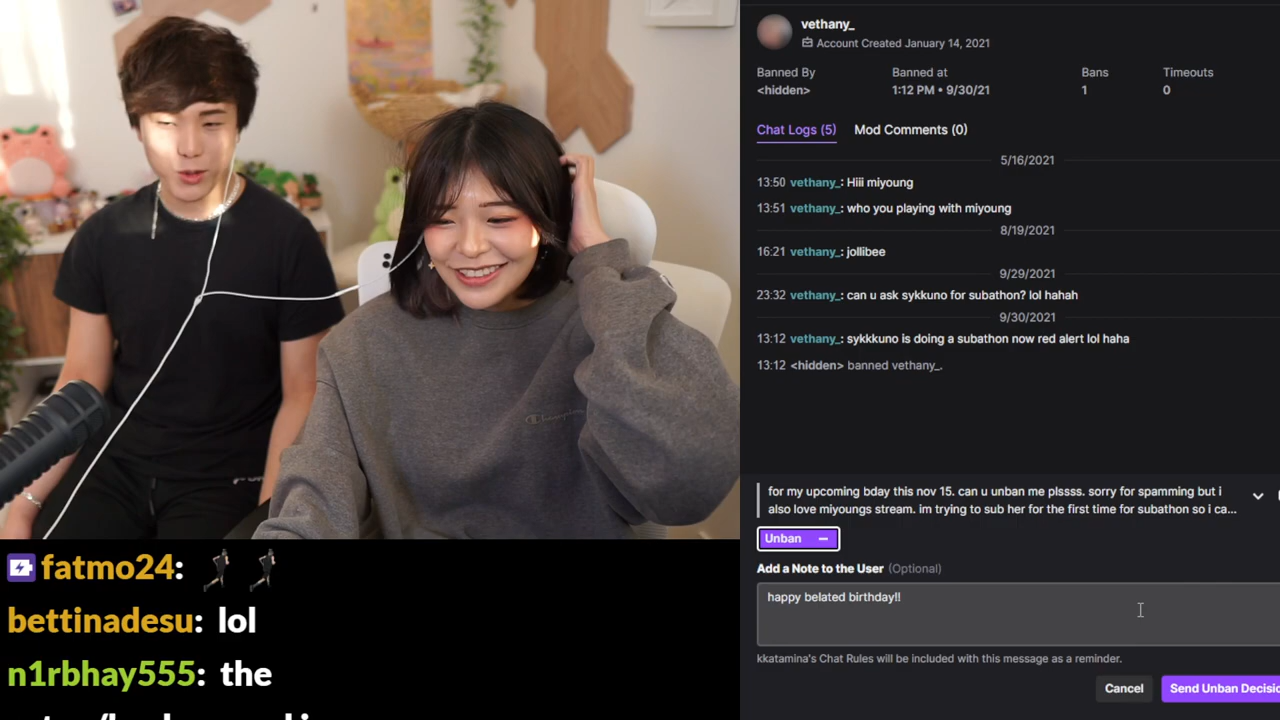 vethany_
Account Created January 14, 2021
Banned By Banned at Bans Timeouts
<hidden> 1:12 PM • 9/30/21 1 0
Chat Logs (5) Mod Comments (0)
5/16/2021
13:50 vethany_: Hiii miyoung
13:51 vethany_: who you playing with miyoung
8/19/2021
16:21 vethany_: jollibee
9/29/2021
23:32 vethany_: can u ask sykkuno for subathon? lol hahah
9/30/2021
13:12 vethany_: sykkkuno is doing a subathon now red alert lol haha
13:12 <hidden> banned vethany_.
for my upcoming bday this nov 15. can u unban me plssss. sorry for spamming but i
also love miyoungs stream. im trying to sub her for the first time for subathon so i ca...
Unban
Add a Note to the User (Optional)
happy belated birthday!!
kkatamina's Chat Rules will be included with this message as a reminder.
Cancel Send Unban Decisio
Champion
fatmo24:
bettinadesu: lol
n1rbhay555: the